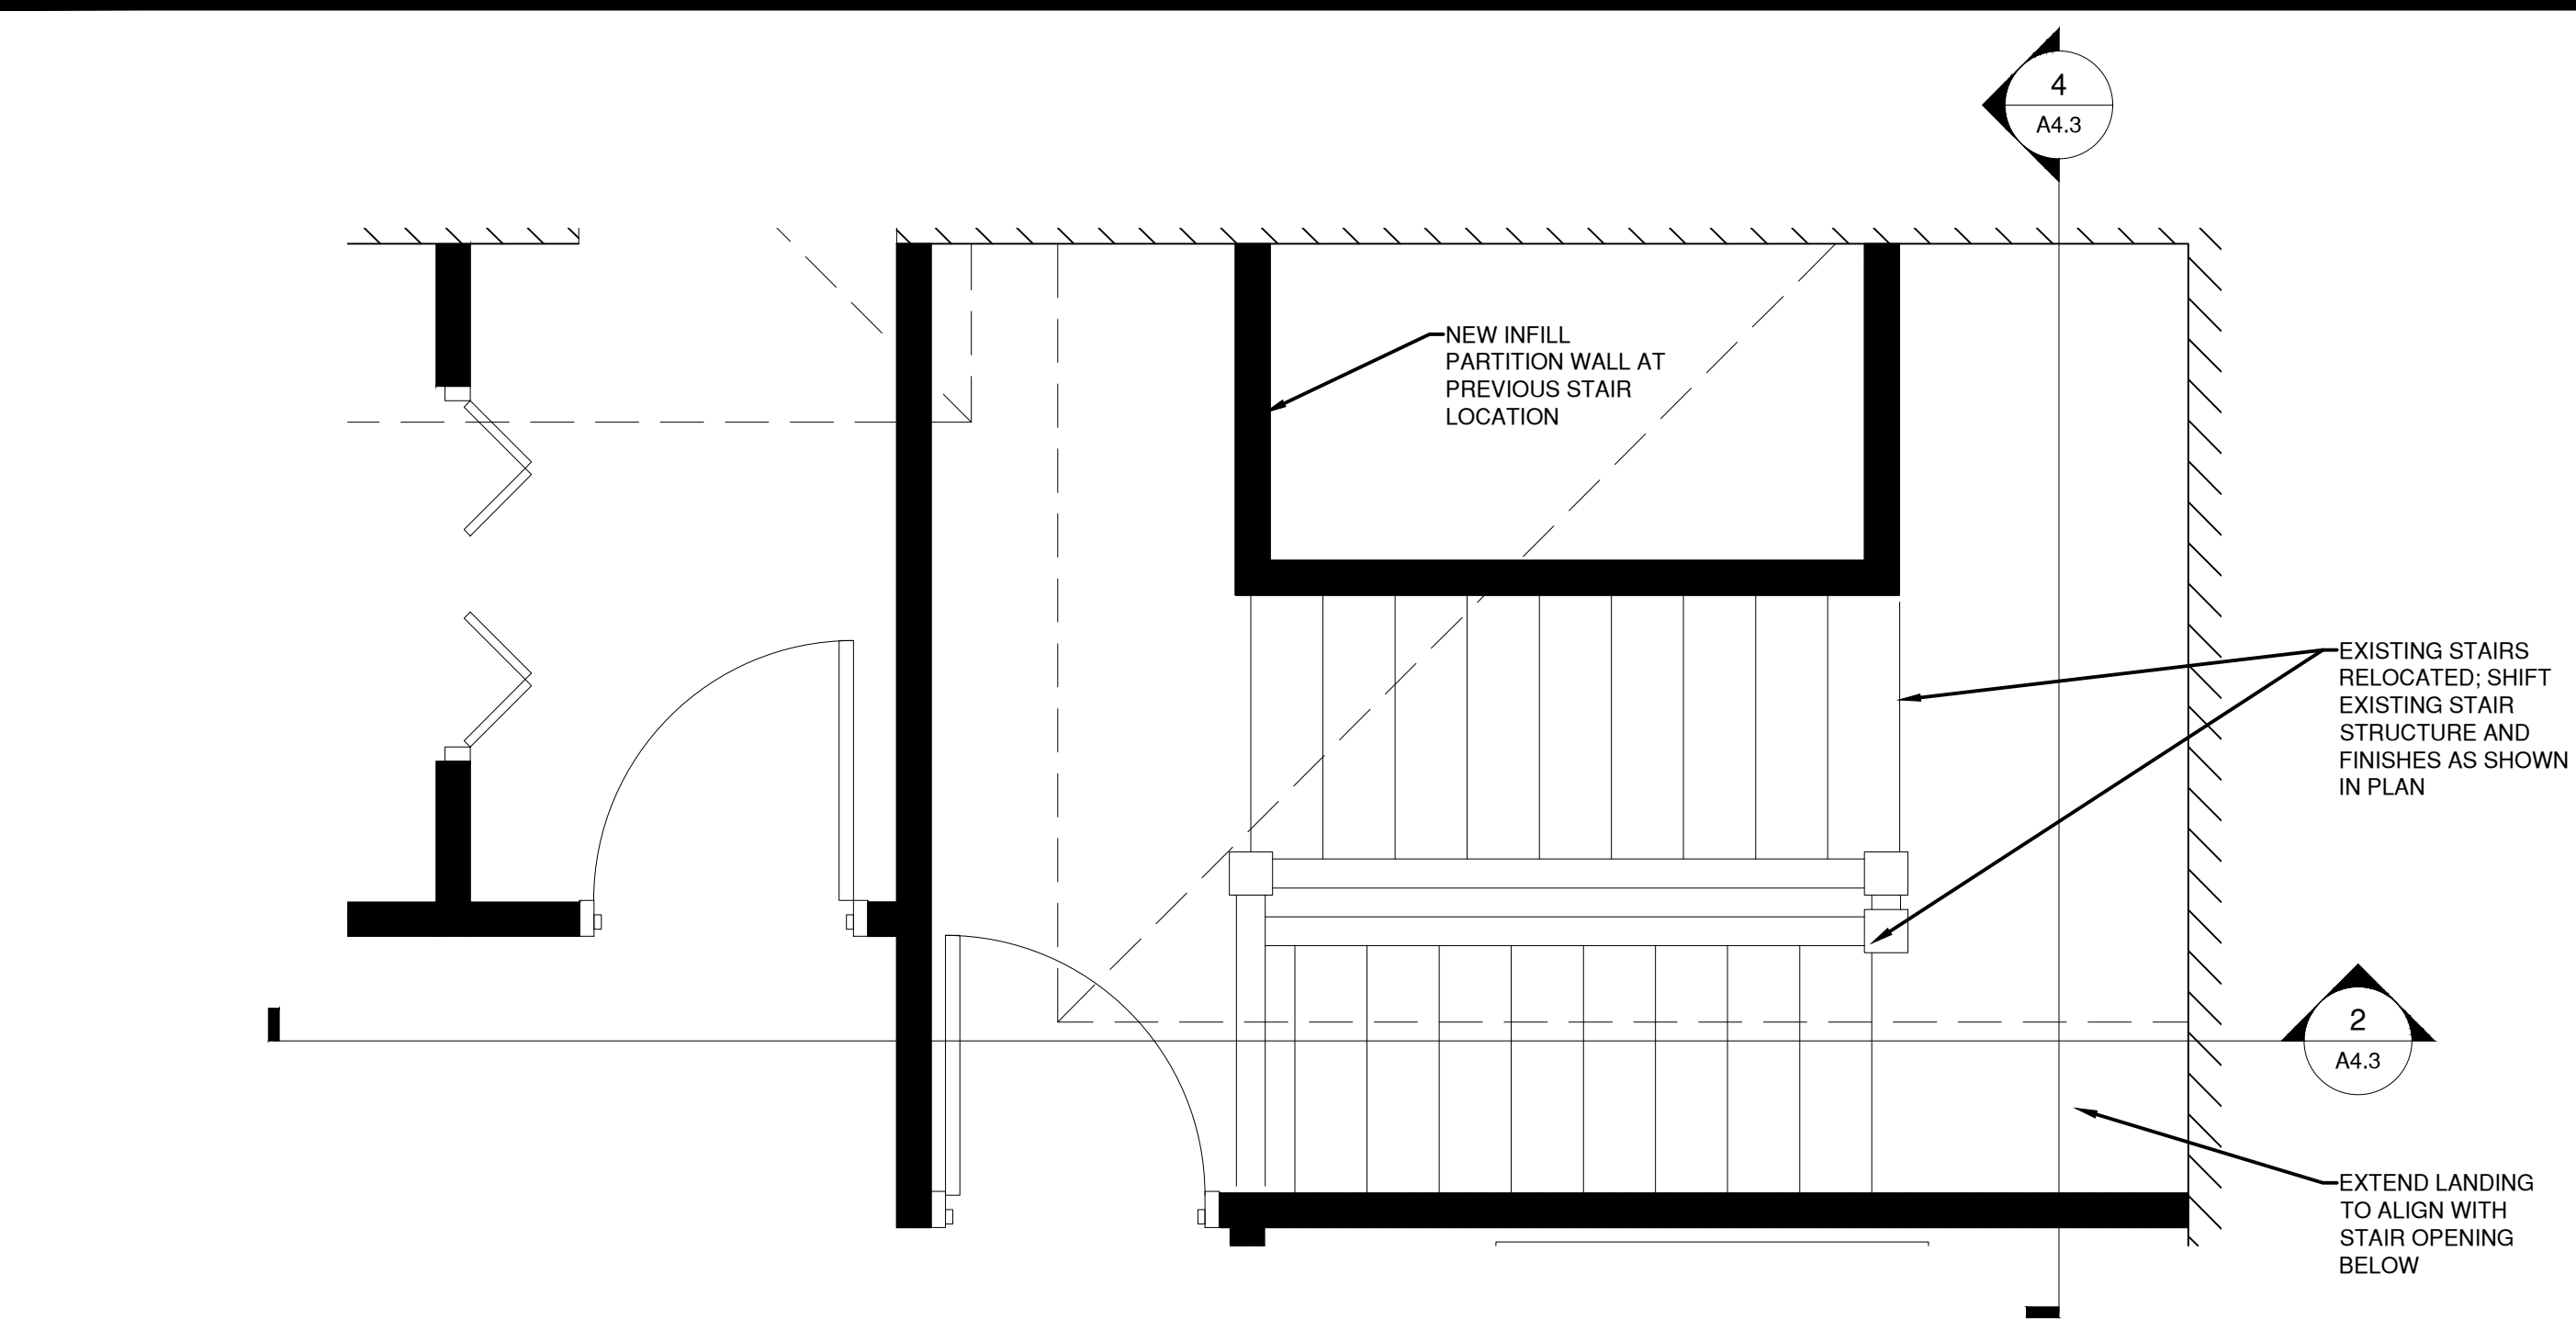 4
A4.3
NEW INFILL
PARTITION WALL AT
PREVIOUS STAIR
LOCATION
EXISTING STAIRS
RELOCATED; SHIFT
EXISTING STAIR
STRUCTURE AND
FINISHES AS SHOWN
IN PLAN
2
A4.3
EXTEND LANDING
TO ALIGN WITH
STAIR OPENING
BELOW